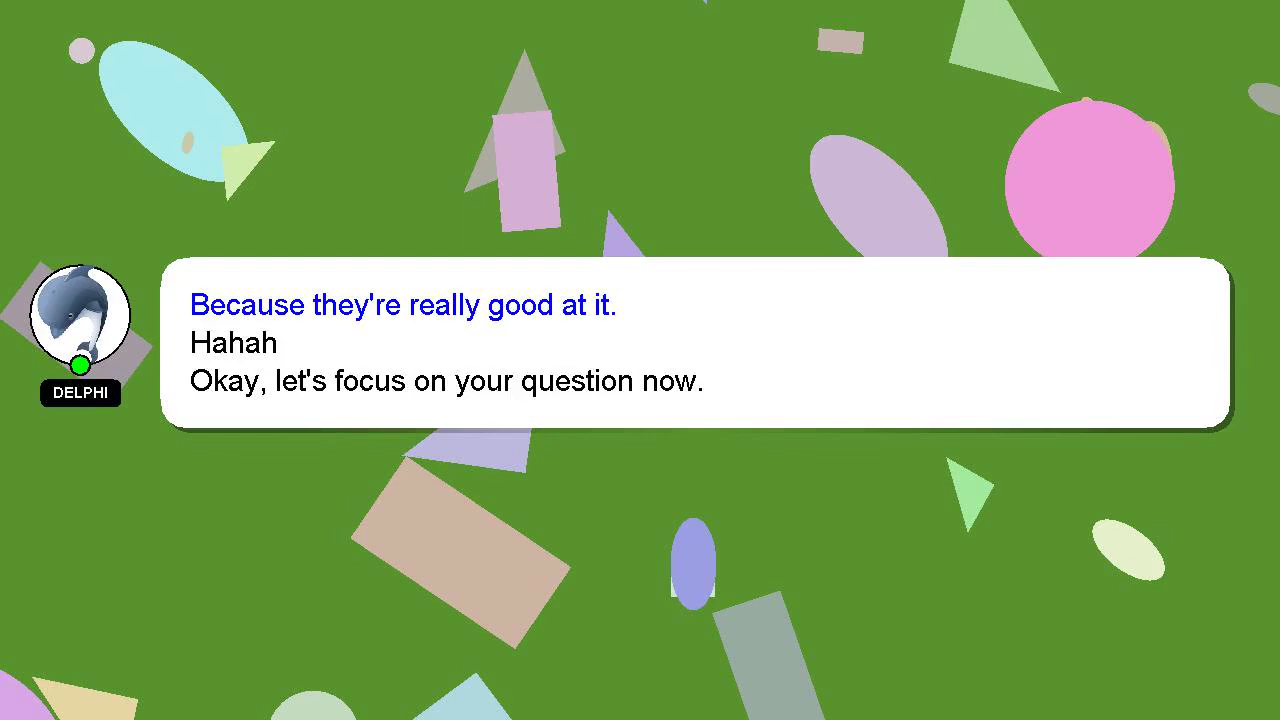 Because they're really good at it.
Hahah
Okay, let's focus on your question now.
DELPHI